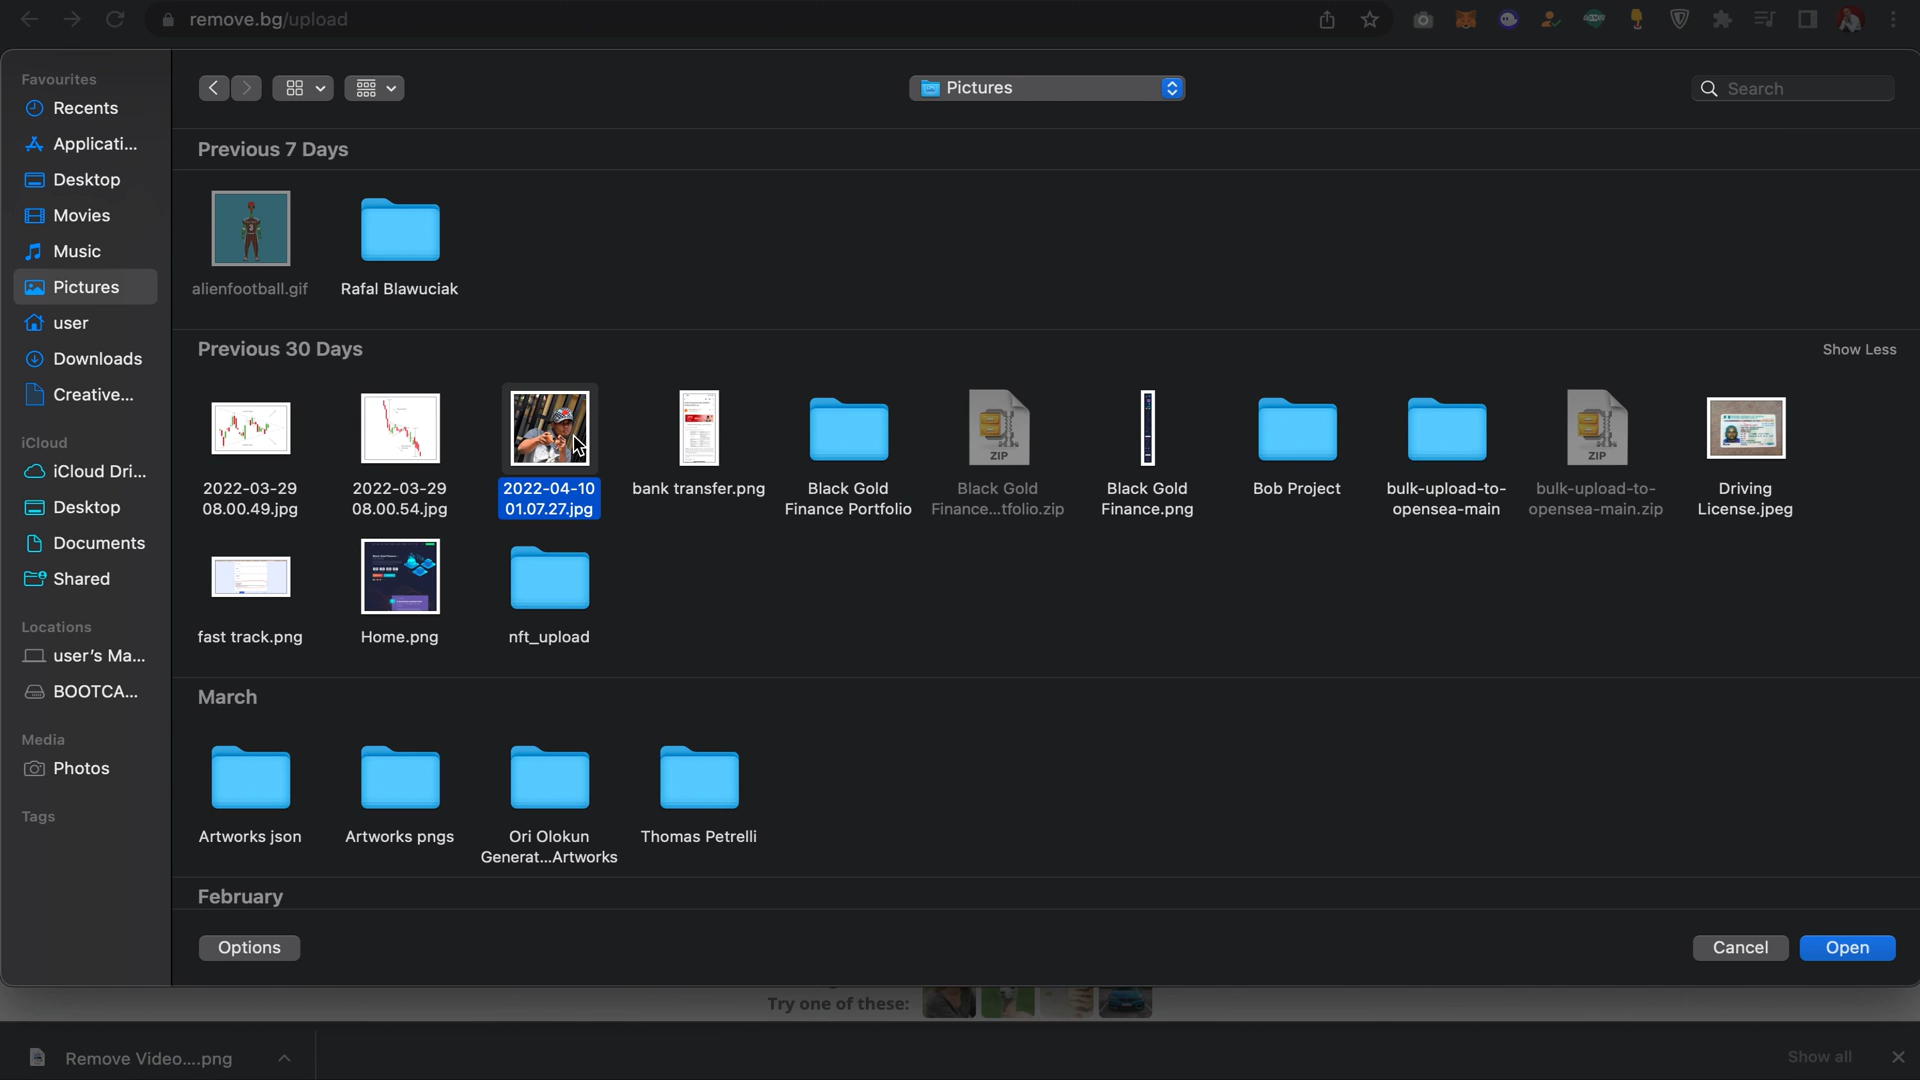 remove.bg/upload
Favourites
Recents
Applicati...
Desktop
Movies
Music
Pictures
user
Downloads
Creative...
iCloud
iCloud Dri...
Desktop
Documents
Shared
Locations
user's Ma...
BOOTCA...
Media
Photos
Tags
Pictures
Search
Previous 7 Days
alienfootball.gif
Rafal Blawuciak
Previous 30 Days
Show Less
2022-03-29
08.00.49.jpg
2022-03-29
08.00.54.jpg
2022-04-10
01.07.27.jpg
bank transfer.png
Black Gold
Finance Portfolio
ZIP
Black Gold
Finance...tfolio.zip
Black Gold
Finance.png
Bob Project
bulk-upload-to-
opensea-main
ZIP
bulk-upload-to-
opensea-main.zip
Driving
License.jpeg
fast track.png
Home.png
nft_upload
March
Artworks json
Artworks pngs
Ori Olokun
Generat...Artworks
Thomas Petrelli
February
Options
Cancel
Open
Try one of these:
Remove Video....png
Show all